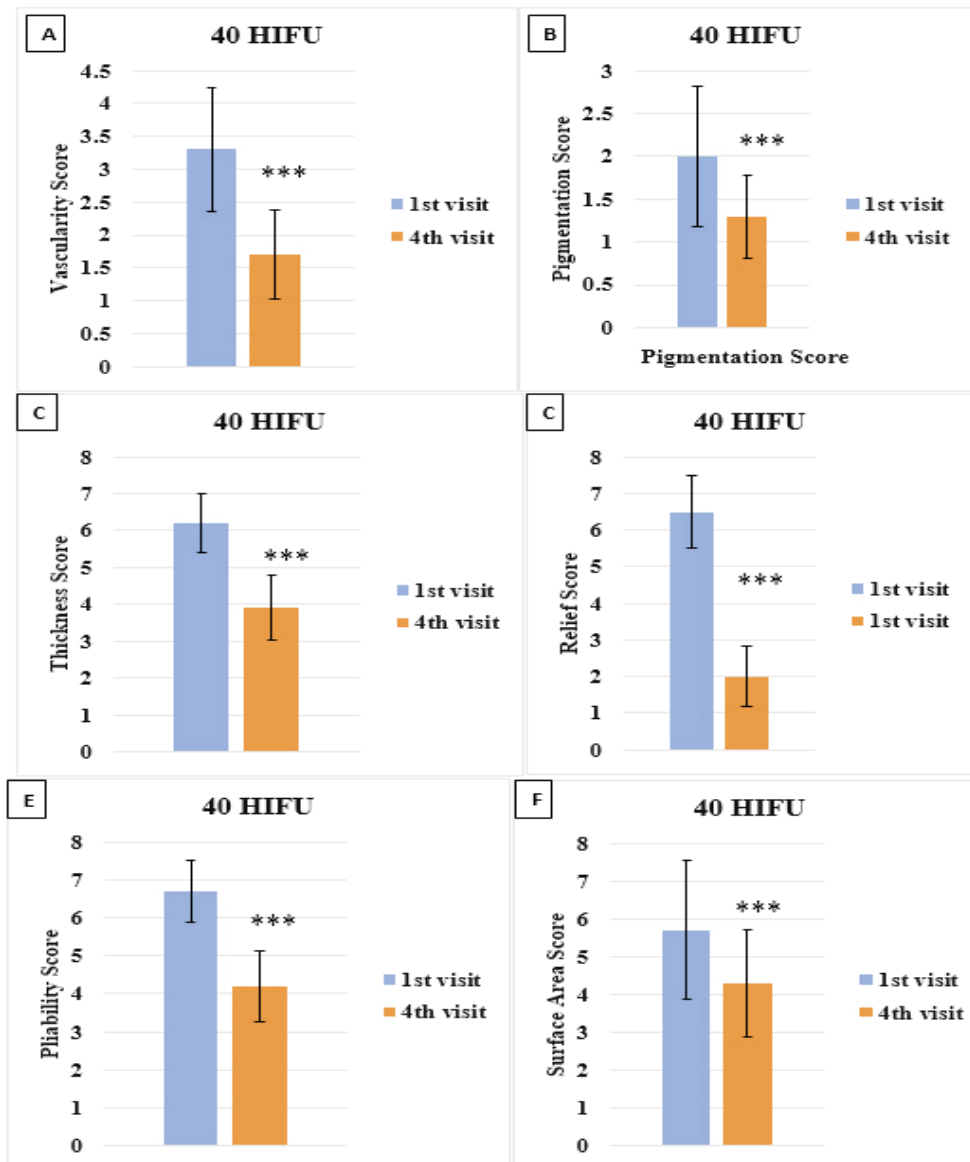 A
40 HIFU
Vascularity Score
4.5
4
3.5
3
2.5
2
1.5
1
0.5
0
***
1st visit
4th visit
B
40 HIFU
Pigmentation Score
3
2.5
2
1.5
1
0.5
0
***
1st visit
4th visit
Pigmentation Score
C
40 HIFU
Thickness Score
8
7
6
5
4
3
2
1
0
***
1st visit
4th visit
C
40 HIFU
Relief Score
8
7
6
5
4
3
2
1
0
***
1st visit
1st visit
E
40 HIFU
Pliability Score
8
7
6
5
4
3
2
1
0
***
1st visit
4th visit
F
40 HIFU
Surface Area Score
8
7
6
5
4
3
2
1
0
***
1st visit
4th visit